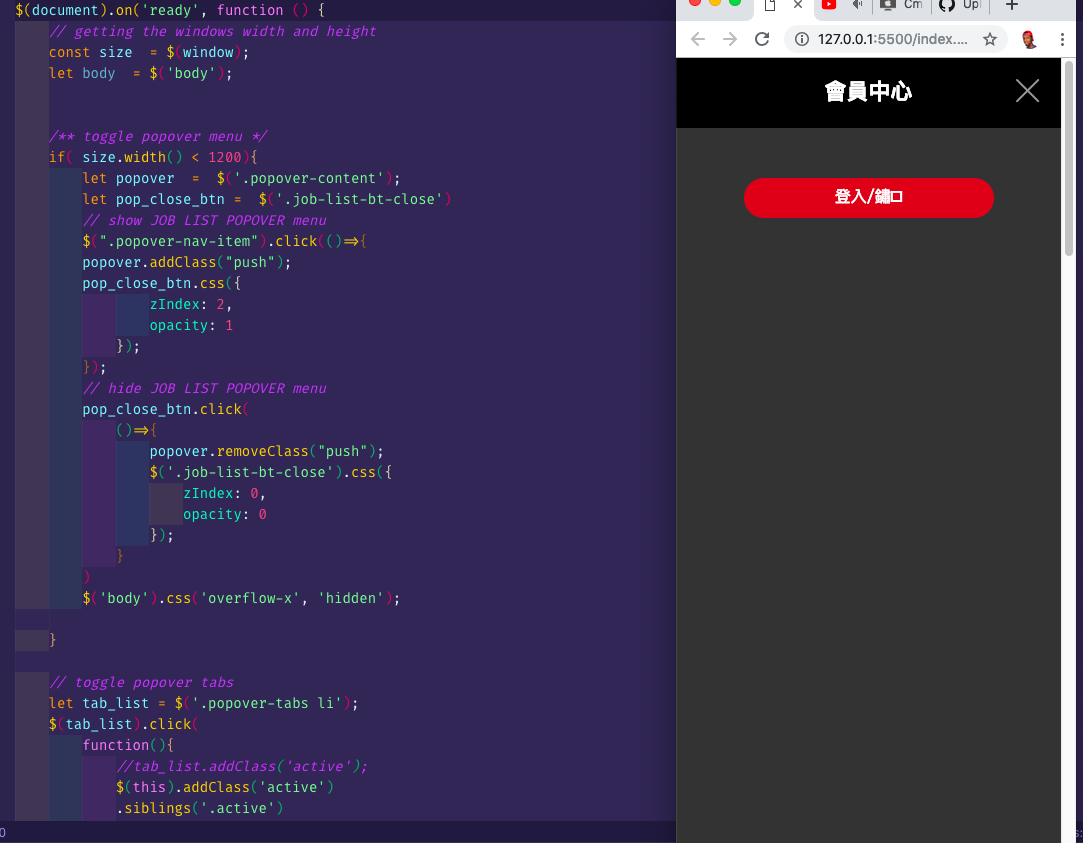 $(document).on('ready', function () {
// getting the windows width and height
const size  = $(window);
let body  = $('body');
/** toggle popover menu */
if( size.width() < 1200){
let popover  =  $('.popover-content');
let pop_close_btn =  $('.job-list-bt-close')
// show JOB LIST POPOVER menu
$(".popover-nav-item").click(()=>{
popover.addClass("push");
pop_close_btn.css({
zIndex: 2,
opacity: 1
});
});
// hide JOB LIST POPOVER menu
pop_close_btn.click(
()=>{
popover.removeClass("push");
$('.job-list-bt-close').css({
zIndex: 0,
opacity: 0
});
}
)
$('body').css('overflow-x', 'hidden');
}
// toggle popover tabs
let tab_list = $('.popover-tabs li');
$(tab_list).click(
function(){
//tab_list.addClass('active');
$(this).addClass('active')
.siblings('.active')
0
Cm
Upl
127.0.0.1:5500/index....
會員中心
登入/鏽口